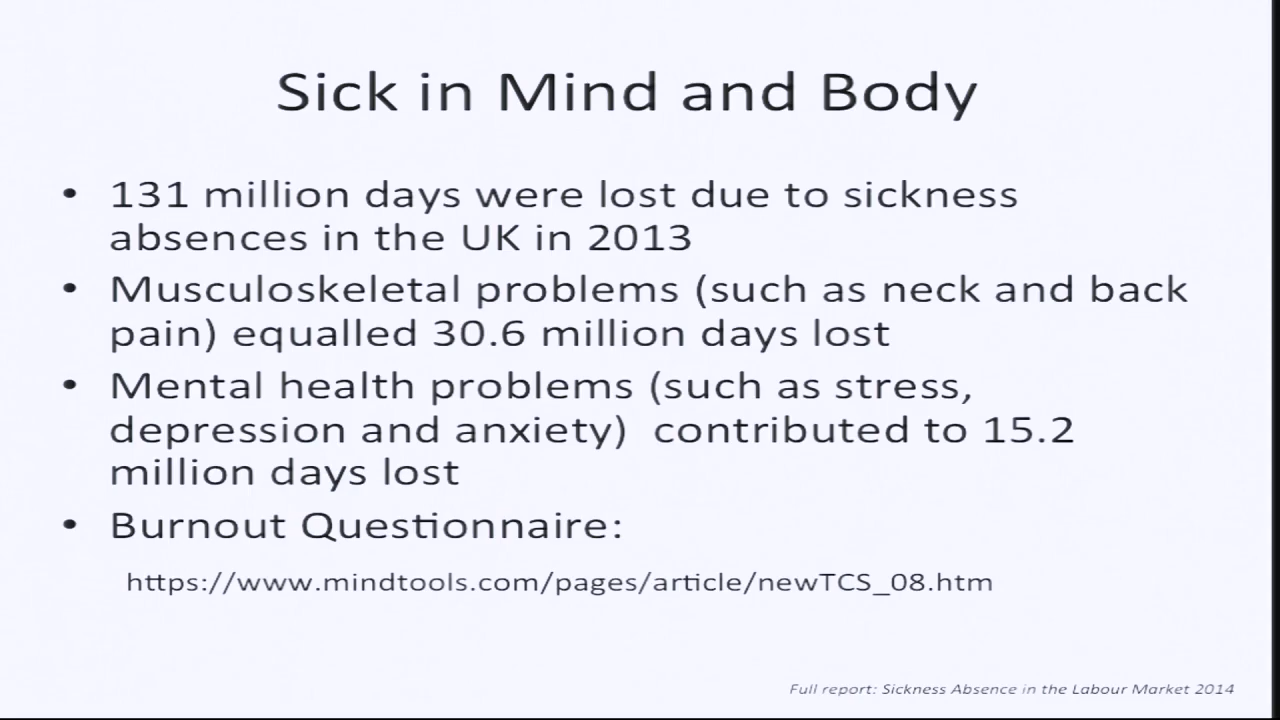 Sick in Mind and Body
• 131 million days were lost due to sickness
absences in the UK in 2013
• Musculoskeletal problems (such as neck and back
pain) equalled 30.6 million days lost
• Mental health problems (such as stress,
depression and anxiety)  contributed to 15.2
million days lost
• Burnout Questionnaire:
https://www.mindtools.com/pages/article/newTCS_08.htm
Full report: Sickness Absence in the Labour Market 2014